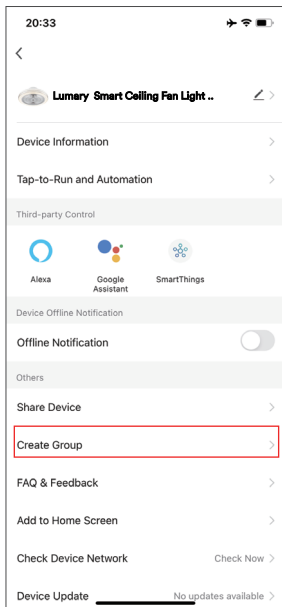 20:33
Lumary Smart Ceiling Fan Light ..
Device Information
Tap-to-Run and Automation
Third-party Control
Alexa
Google Assistant
SmartThings
Device Offline Notification
Offline Notification
Others
Share Device
Create Group
FAQ & Feedback
Add to Home Screen
Check Device Network Check Now
Device Update No updates available